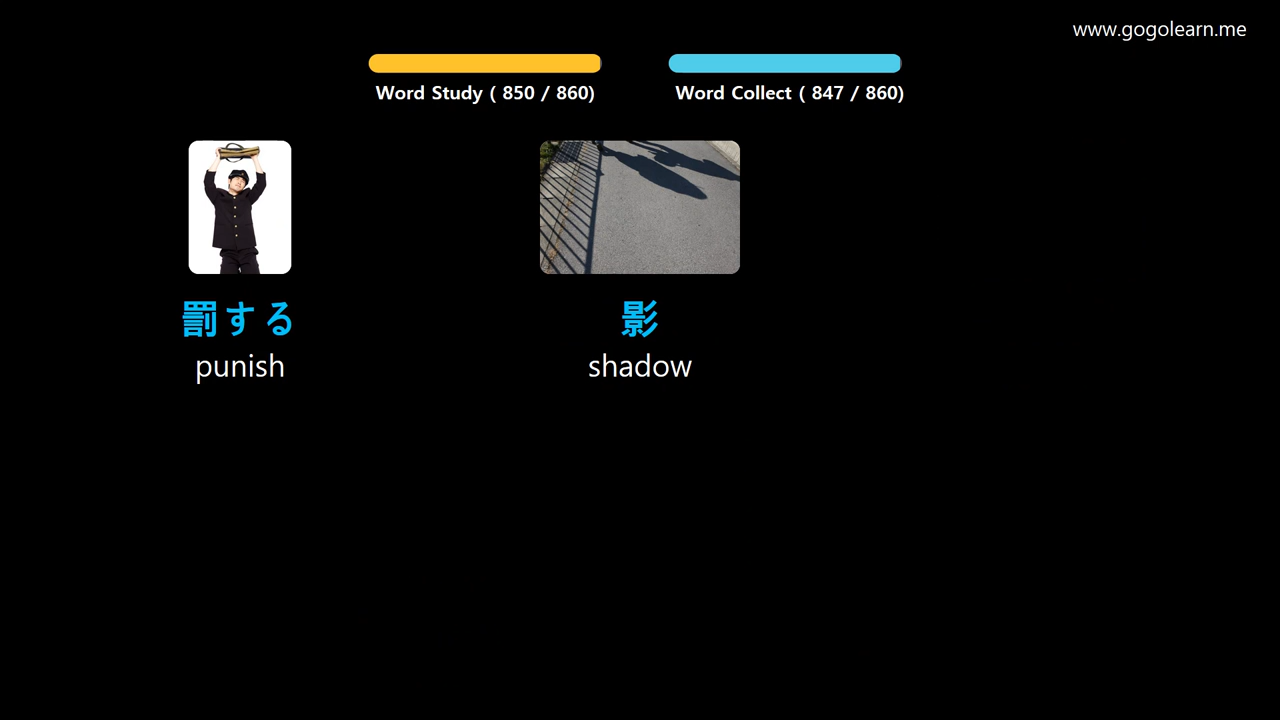 www.gogolearn.me
Word Study ( 850 / 860)
Word Collect ( 847 / 860)
罰する
punish
影
shadow